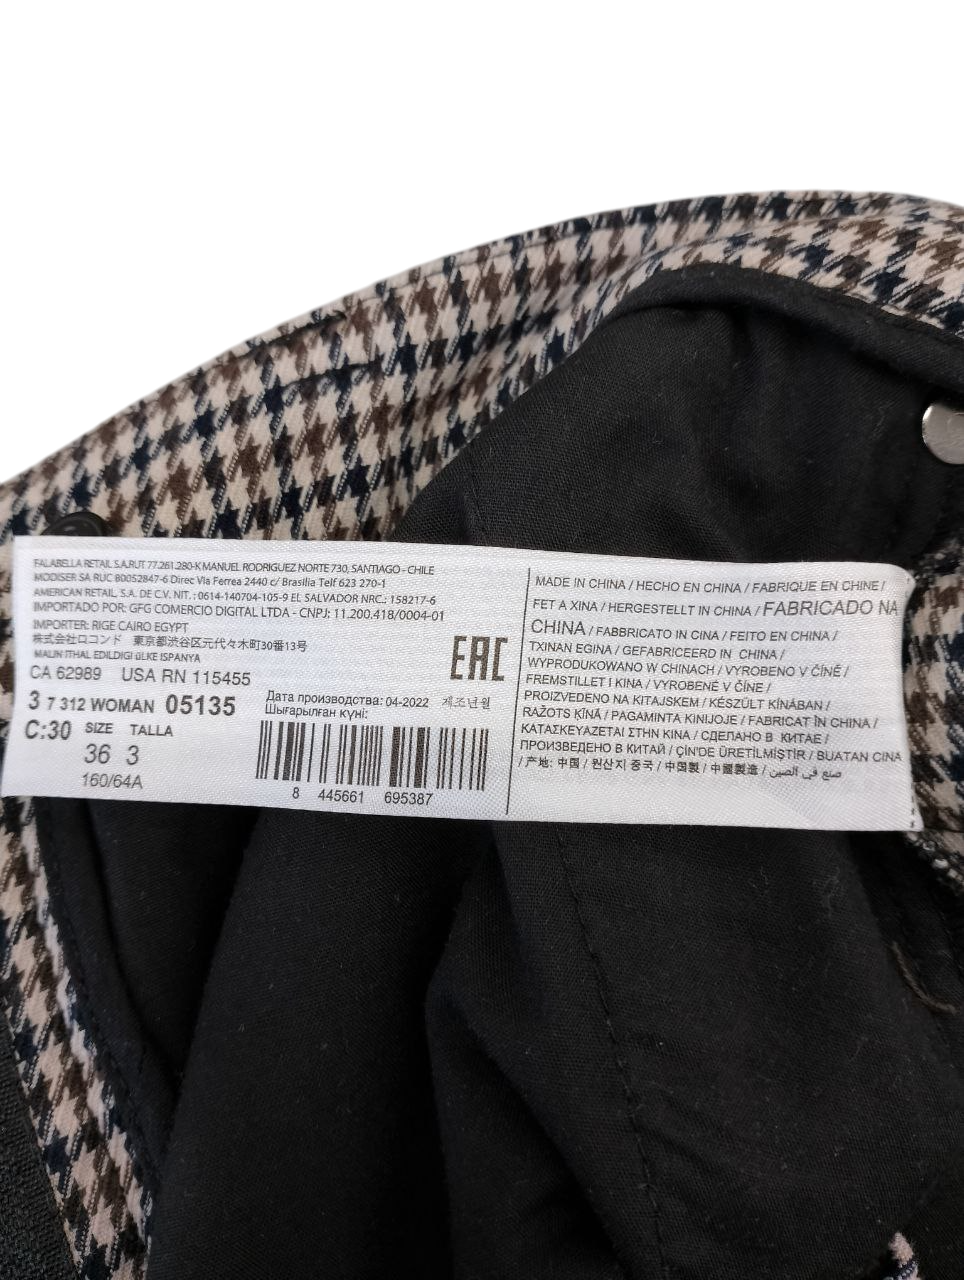 FALABELLA RETAIL S.A.RUT 77.261.280-K MANUEL RODRIGUEZ NORTE 730, SANTIAGO - CHILE
MODISER SA RUC 80052847-6 Direc Via Ferrea 2440 c/ Brasilia Telf 623 270-1
AMERICAN RETAIL, S.A. DE C.V. NIT. : 0614-140704-105-9 EL SALVADOR NRC.: 158217-6
IMPORTADO POR: GFG COMERCIO DIGITAL LTDA - CNPJ: 11.200.418/0004-01
IMPORTER: RIGE CAIRO EGYPT
株式会社ロコンド 東京都渋谷区元代々木町30番13号
MALIN İTHAL EDILDIGI üLKE ISPANYA
CA 62989 USA RN 115455
EAC
3 7 312 WOMAN 05135
C:30 SIZE TALLA
36 3
160/64A
Дата производства: 04-2022 제조년월
Шығарылған күні:
8 445661 695387
MADE IN CHINA / HECHO EN CHINA / FABRIQUE EN CHINE /
FET A XINA / HERGESTELLT IN CHINA / FABRICADO NA
CHINA / FABBRICATO IN CINA / FEITO EN CHINA /
TXINAN EGINA / GEFABRICEERD IN CHINA /
WYPRODUKOWANO W CHINACH / VYROBENO V ČÍNĚ /
FREMSTILLET I KINA / VYROBENÉ V ČÍNE /
PROIZVEDENO NA KITAJSKEM / KÉSZÜLT KÍNÁBAN /
RAŽOTS ĶĪNĀ / PAGAMINTA KINIJOJE / FABRICAT ÎN CHINA /
ΚΑΤΑΣΚΕΥΑΖΕΤΑΙ ΣΤΗΝ ΚΙΝΑ / СДЕЛАНО В КИТАЕ /
ПРОИЗВЕДЕНО В КИТАЙ / ÇİN'DE ÜRETİLMİŞTİR / BUATAN CINA
/ 产地: 中国 / 원산지 중국 / 中国製 / 中國製造 / صنع في الصين